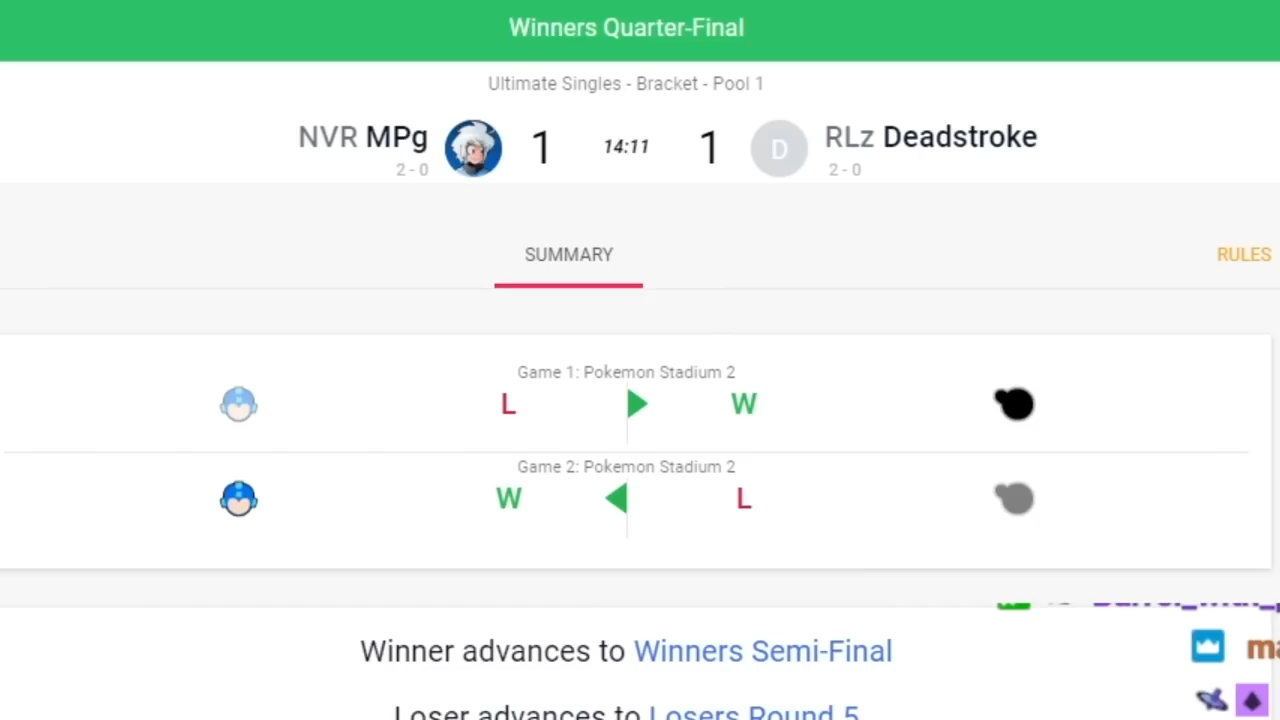 Winners Quarter-Final
Ultimate Singles - Bracket - Pool 1
NVR MPg 1 14:11 1 D RLz Deadstroke
2 - 0 2 - 0
SUMMARY RULES
Game 1: Pokemon Stadium 2
L W
Game 2: Pokemon Stadium 2
W L
Winner advances to Winners Semi-Final
Loser advances to Losers Round 5